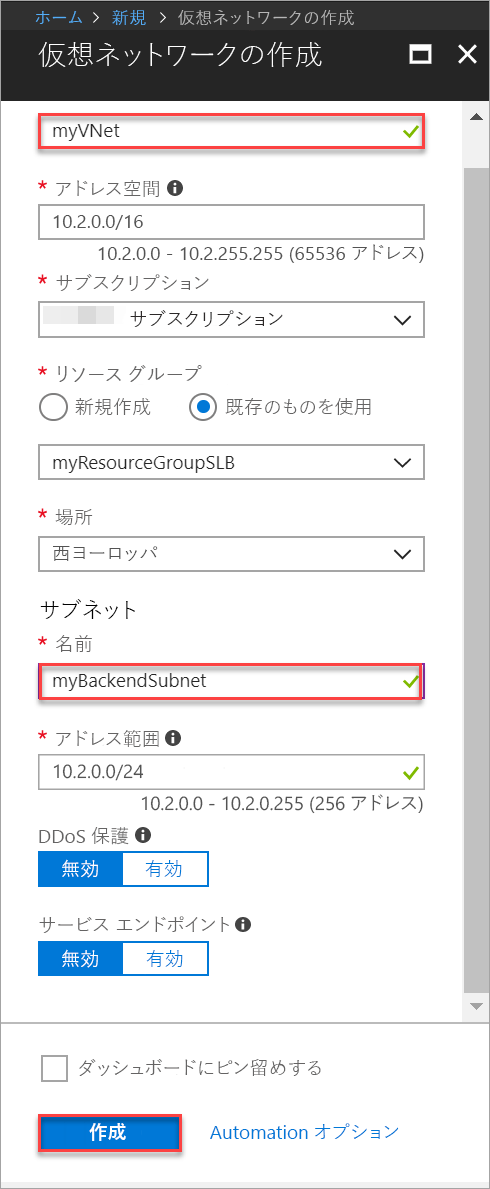 ホーム > 新規 > 仮想ネットワークの作成
仮想ネットワークの作成
myVNet
* アドレス空間
10.2.0.0/16
10.2.0.0 - 10.2.255.255 (65536 アドレス)
* サブスクリプション
サブスクリプション
* リソース グループ
新規作成 既存のものを使用
myResourceGroupSLB
* 場所
西ヨーロッパ
サブネット
* 名前
myBackendSubnet
* アドレス範囲
10.2.0.0/24
10.2.0.0 - 10.2.0.255 (256 アドレス)
DDoS 保護
無効 有効
サービス エンドポイント
無効 有効
ダッシュボードにピン留めする
作成 Automation オプション